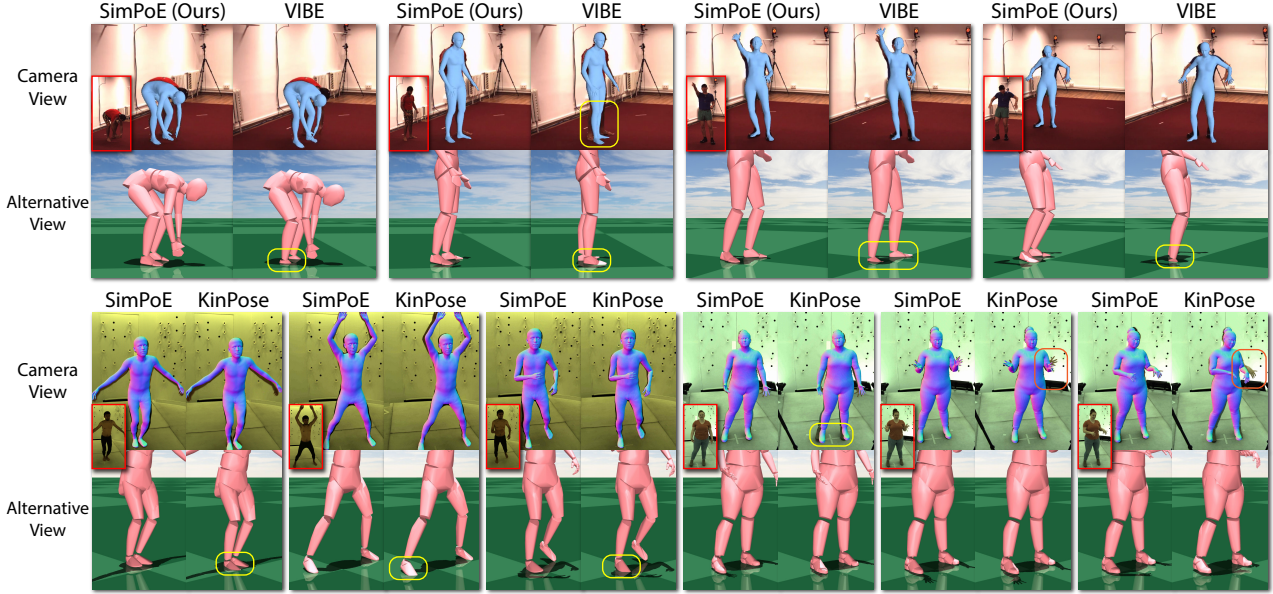 SimPoE (Ours) VIBE SimPoE (Ours) VIBE SimPoE (Ours) VIBE SimPoE (Ours) VIBE
Camera
View
Alternative
View
SimPoE KinPose SimPoE KinPose SimPoE KinPose SimPoE KinPose SimPoE KinPose SimPoE KinPose
Camera
View
Alternative
View